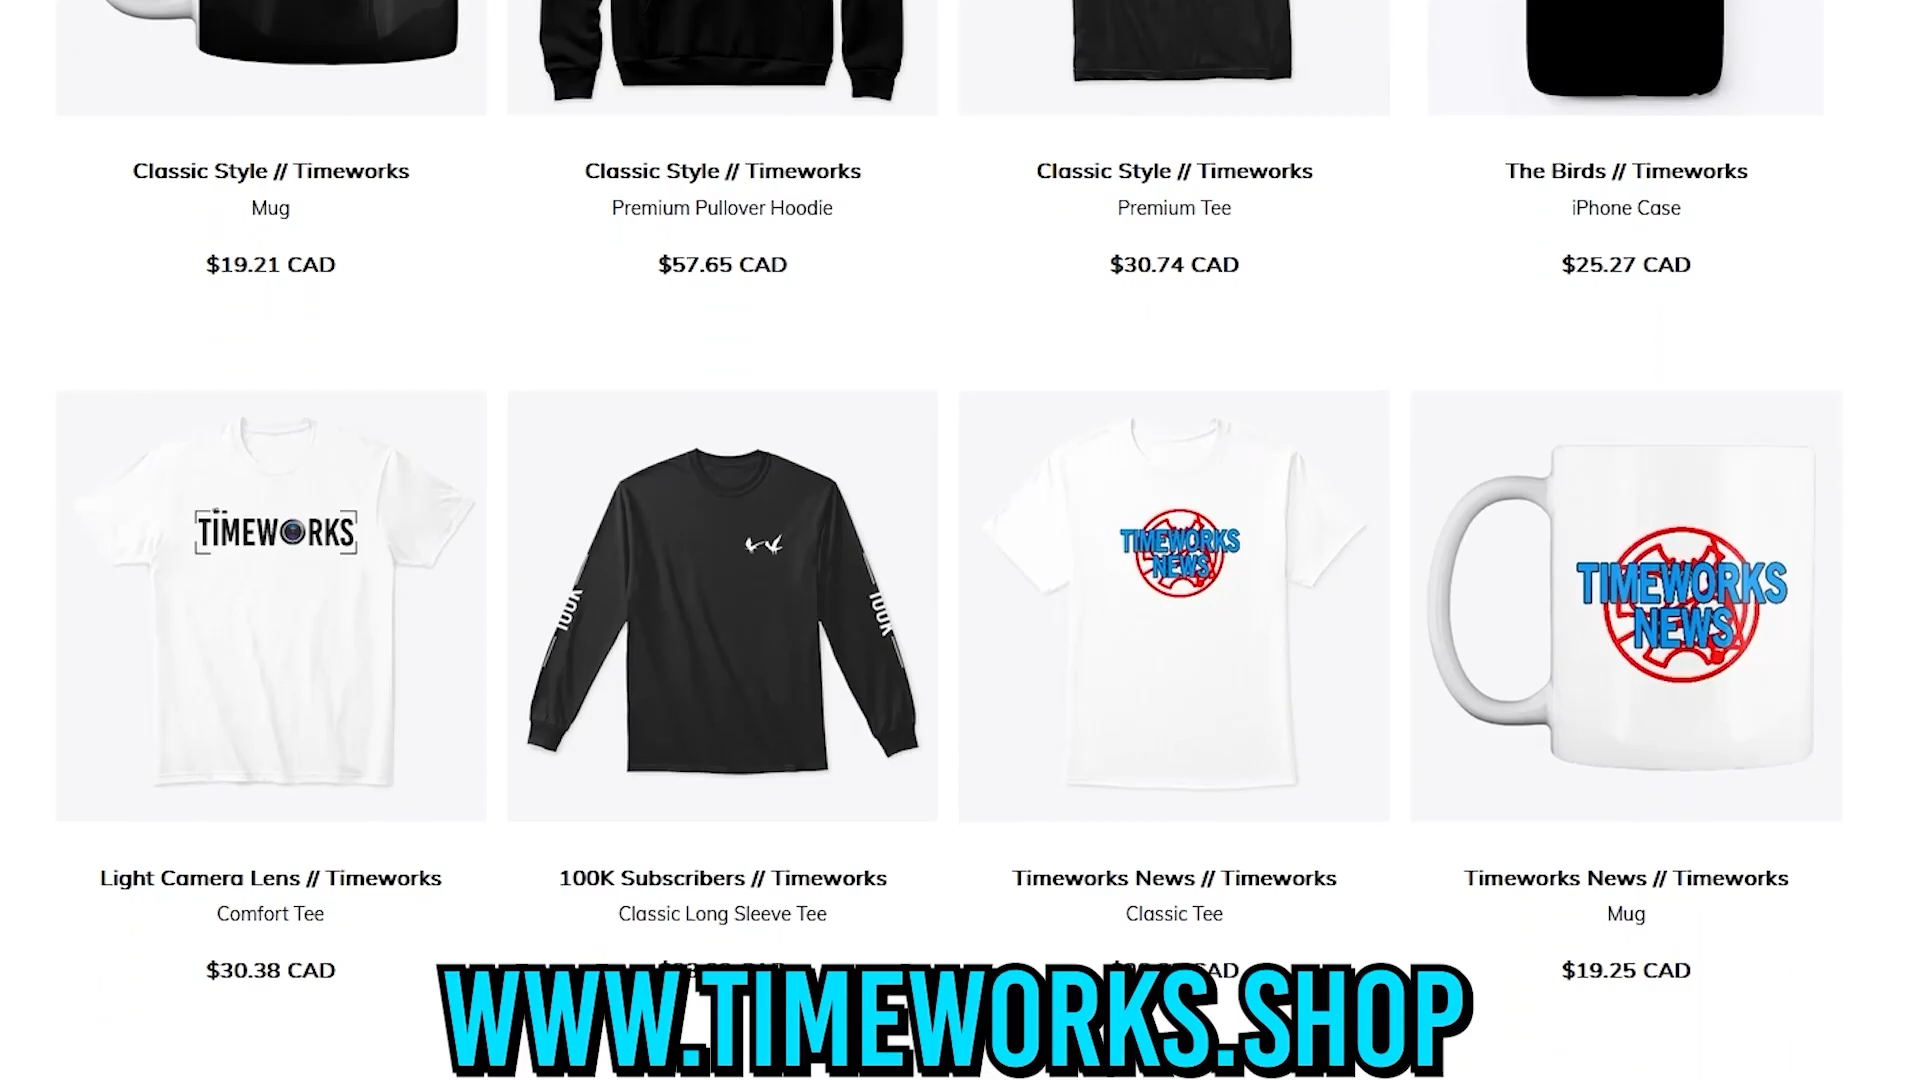 Classic Style // Timeworks
Mug
$19.21 CAD
Classic Style // Timeworks
Premium Pullover Hoodie
$57.65 CAD
Classic Style // Timeworks
Premium Tee
$30.74 CAD
The Birds // Timeworks
iPhone Case
$25.27 CAD
TIMEWORKS
100K
100K
TIMEWORKS
NEWS
TIMEWORKS
NEWS
Light Camera Lens // Timeworks
Comfort Tee
$30.38 CAD
100K Subscribers // Timeworks
Classic Long Sleeve Tee
Timeworks News // Timeworks
Classic Tee
Timeworks News // Timeworks
Mug
$19.25 CAD
WWW.TIMEWORKS.SHOP